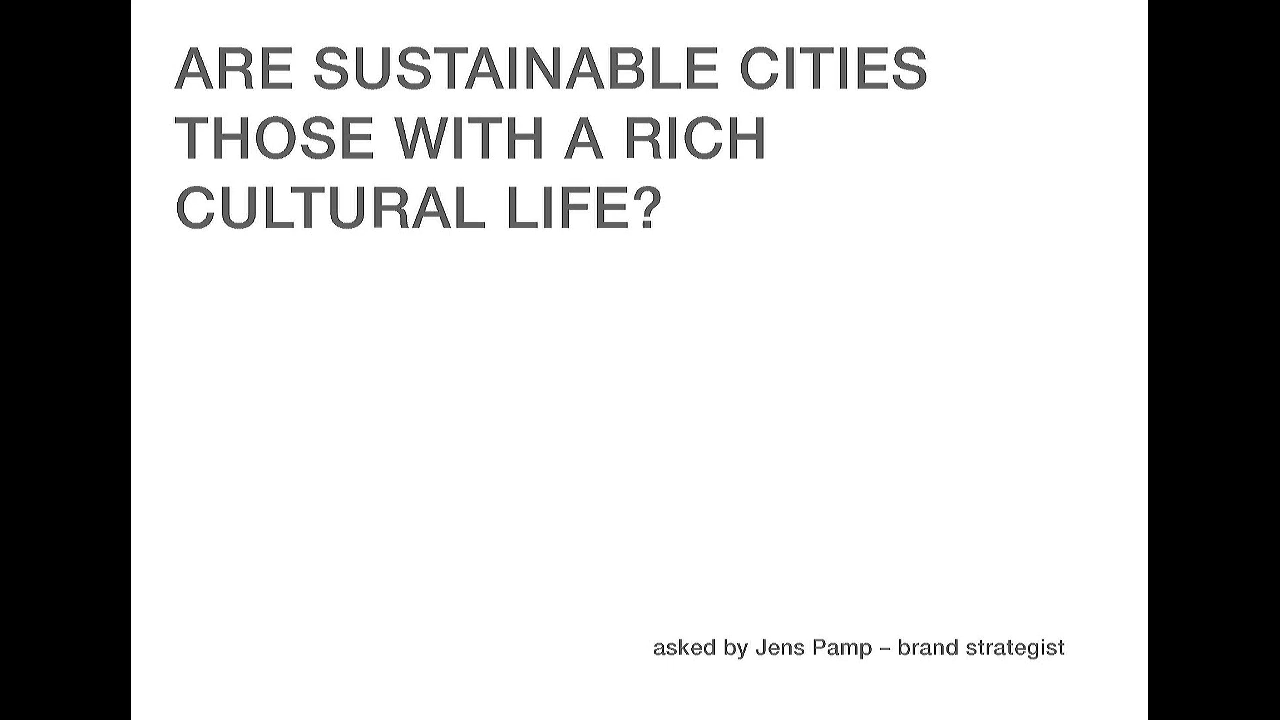 ARE SUSTAINABLE CITIES
THOSE WITH A RICH
CULTURAL LIFE?
asked by Jens Pamp – brand strategist